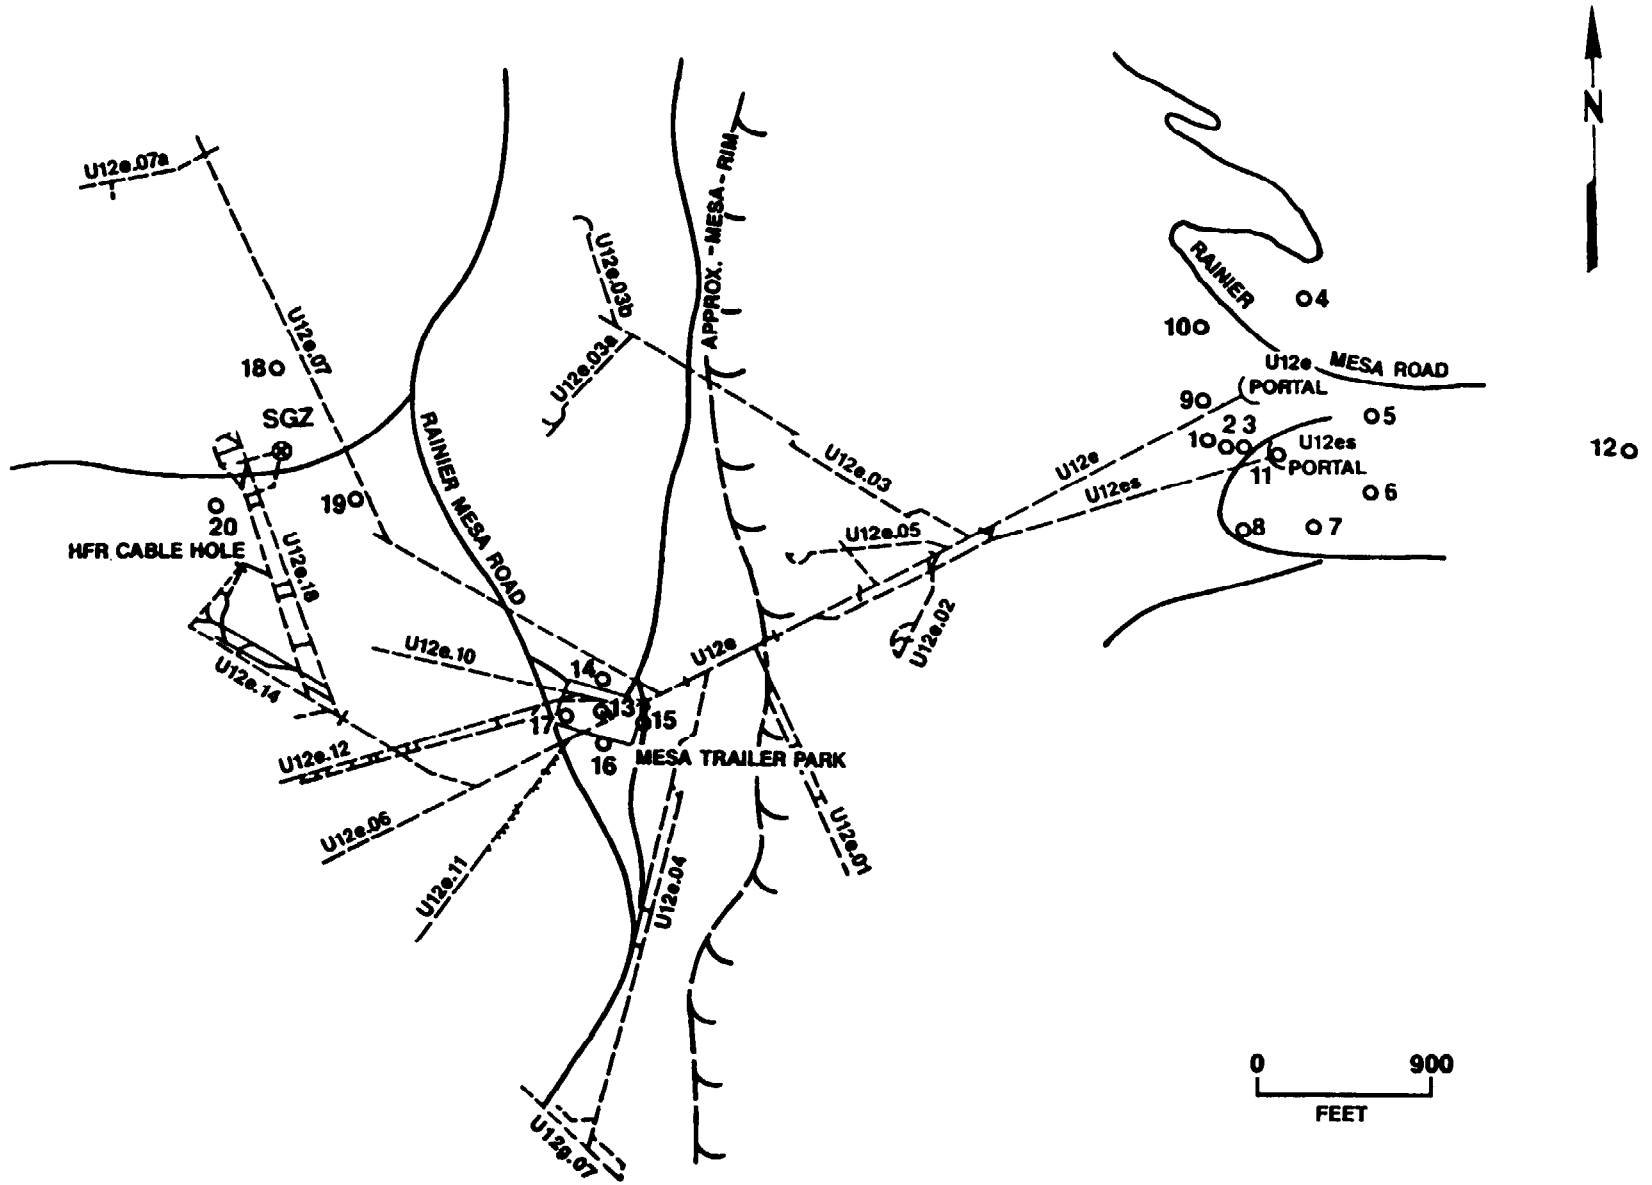 N
U12e.07a
APPROX. - MESA - RIM
U12e.03b
RAINIER
4
U12e.07
10
U12e.03a
18
U12e
MESA ROAD
PORTAL
9
SGZ
5
2 3
1
U12es
PORTAL
12
RAINIER MESA ROAD
U12e.03
U12e
11
U12es
19
6
20
8
7
U12e.05
HFR CABLE HOLE
U12e.18
U12e.02
U12e.10
U12e
14
U12e.14
13
17
15
U12e.12
16
MESA TRAILER PARK
U12e.06
U12e.01
U12e.11
U12e.04
0 900
FEET
U12g.07